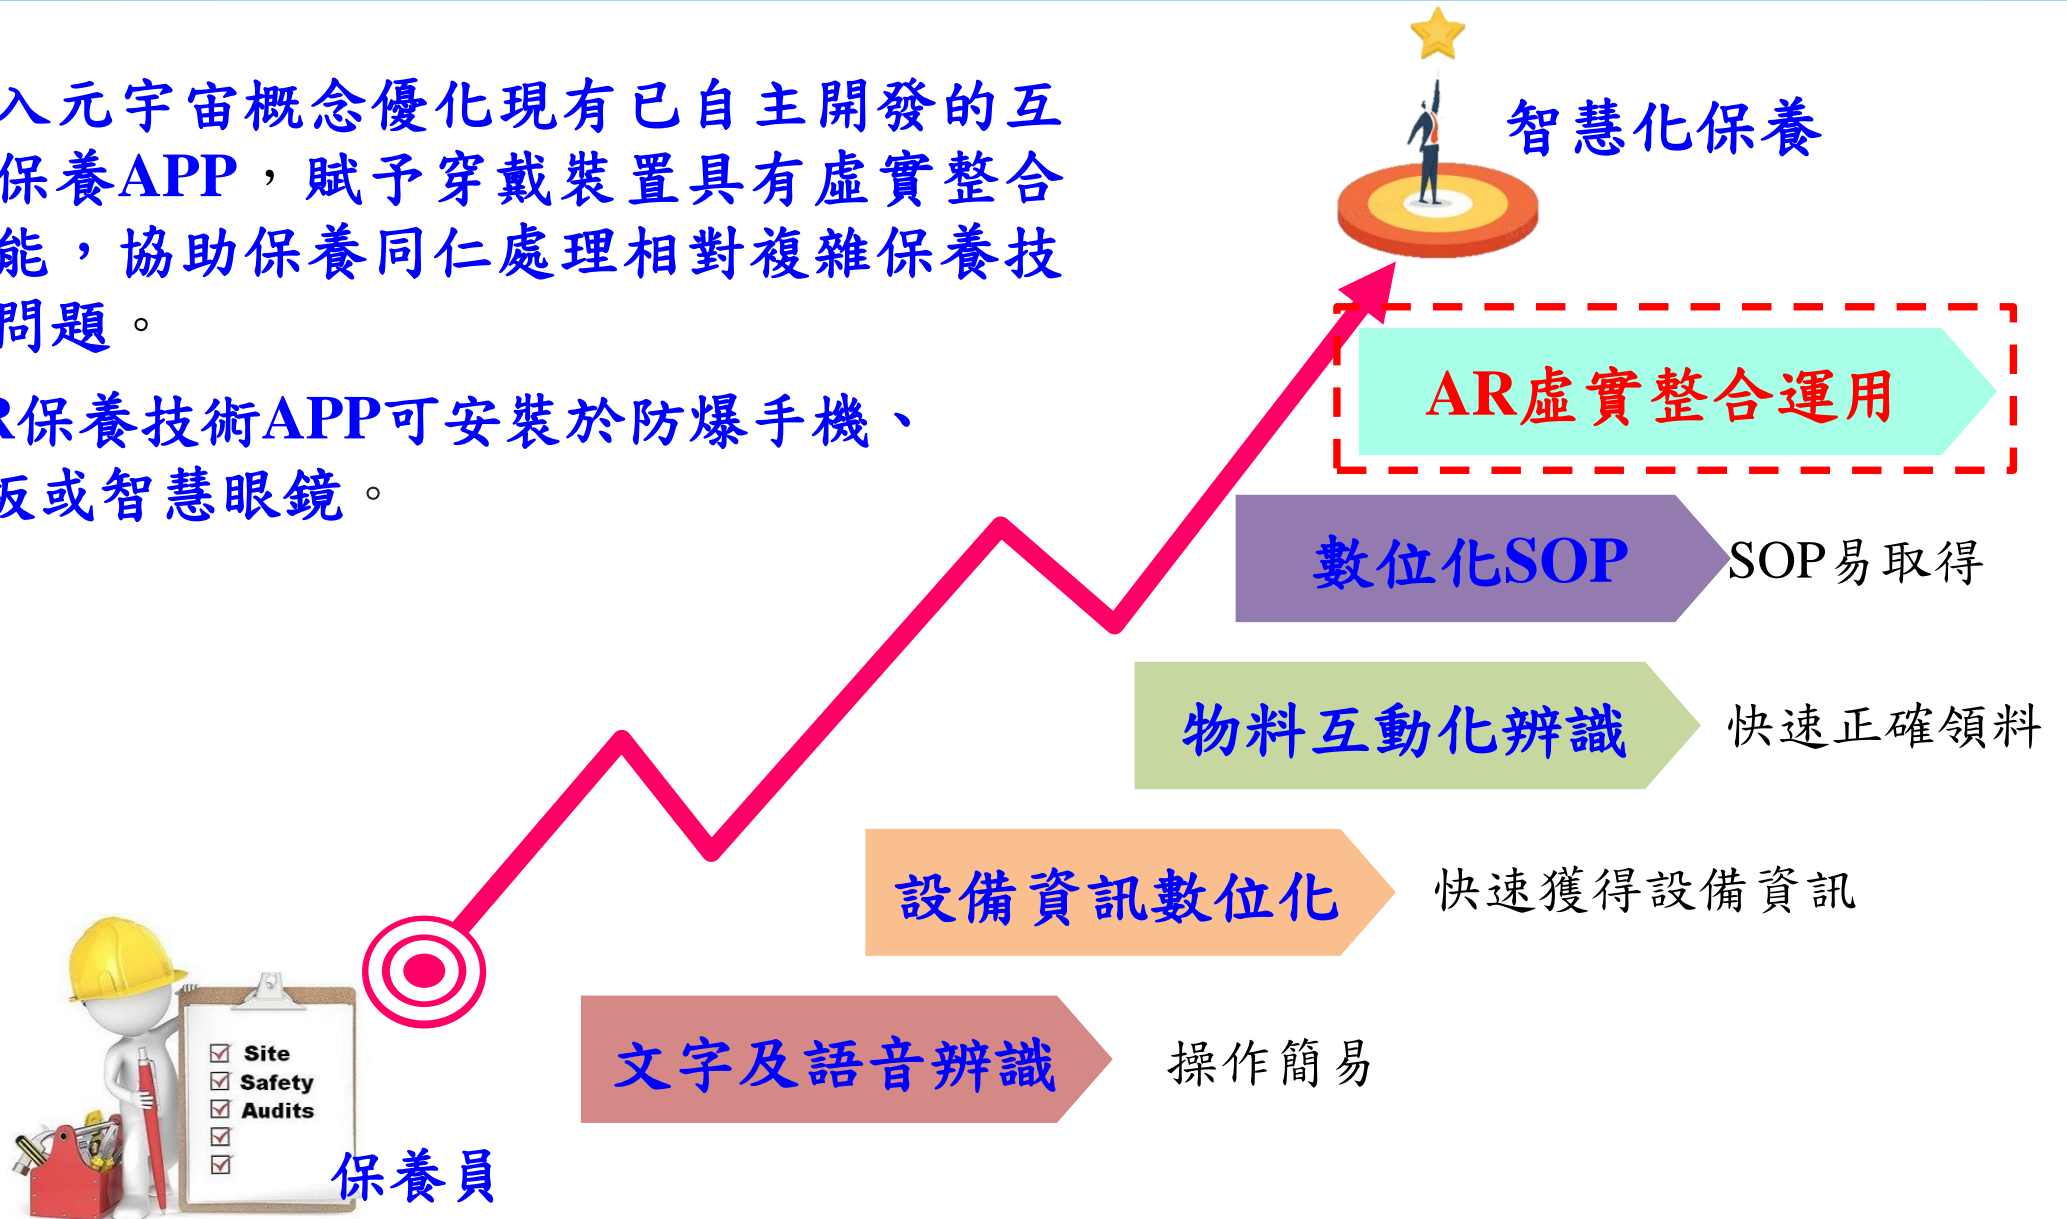 入元宇宙概念優化現有已自主開發的互
保養APP，賦予穿戴裝置具有虛實整合
能，協助保養同仁處理相對複雜保養技
問題。
R保養技術APP可安裝於防爆手機、
板或智慧眼鏡。
智慧化保養
AR虛實整合運用
數位化SOP
SOP易取得
物料互動化辨識
快速正確領料
設備資訊數位化
快速獲得設備資訊
文字及語音辨識
操作簡易
Site
Safety
Audits
保養員